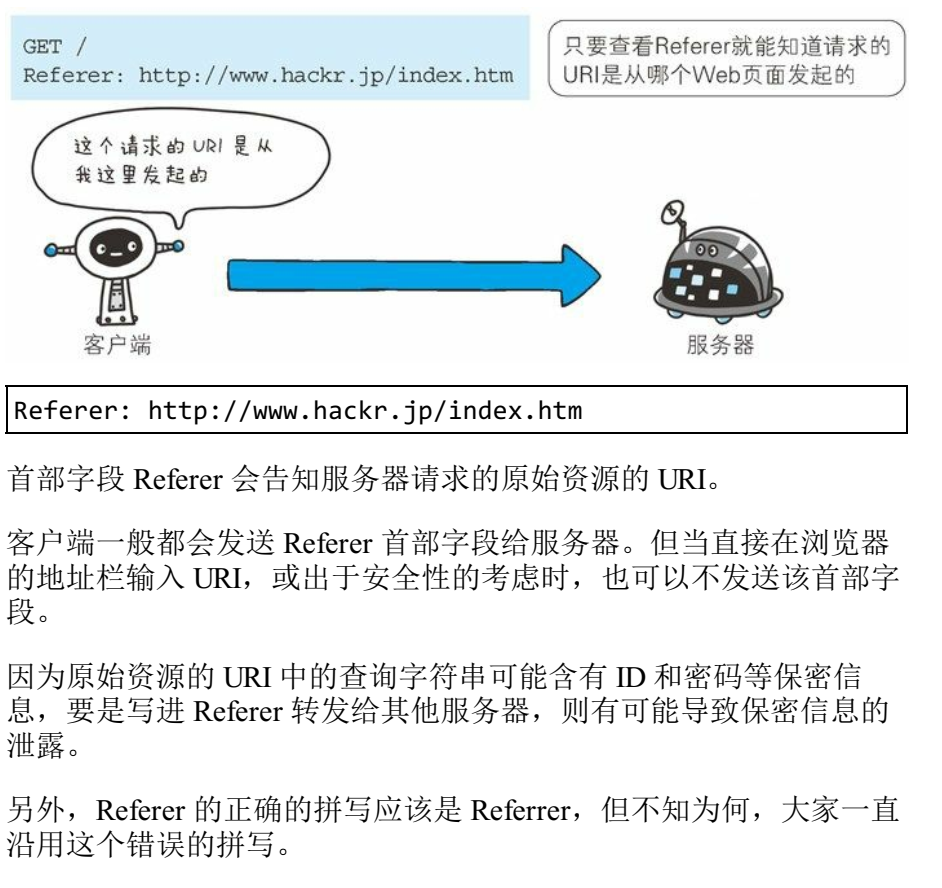 GET /
Referer: http://www.hackr.jp/index.htm
只要查看Referer就能知道请求的
URI是从哪个Web页面发起的
这个请求的 URI 是从
我这里发起的
客户端
服务器
Referer: http://www.hackr.jp/index.htm
首部字段 Referer 会告知服务器请求的原始资源的 URI。
客户端一般都会发送 Referer 首部字段给服务器。但当直接在浏览器
的地址栏输入 URI，或出于安全性的考虑时，也可以不发送该首部字
段。
因为原始资源的 URI 中的查询字符串可能含有 ID 和密码等保密信
息，要是写进 Referer 转发给其他服务器，则有可能导致保密信息的
泄露。
另外，Referer 的正确的拼写应该是 Referrer，但不知为何，大家一直
沿用这个错误的拼写。